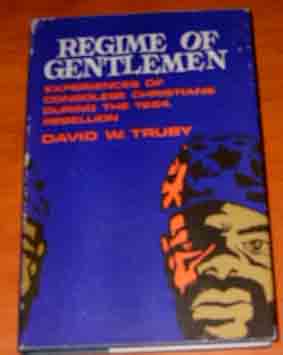 REGIME OF
GENTLEMEN
EXPERIENCES OF
CONGOLESE CHRISTIANS
DURING THE 1964
REBELLION
DAVID W. TRUBY